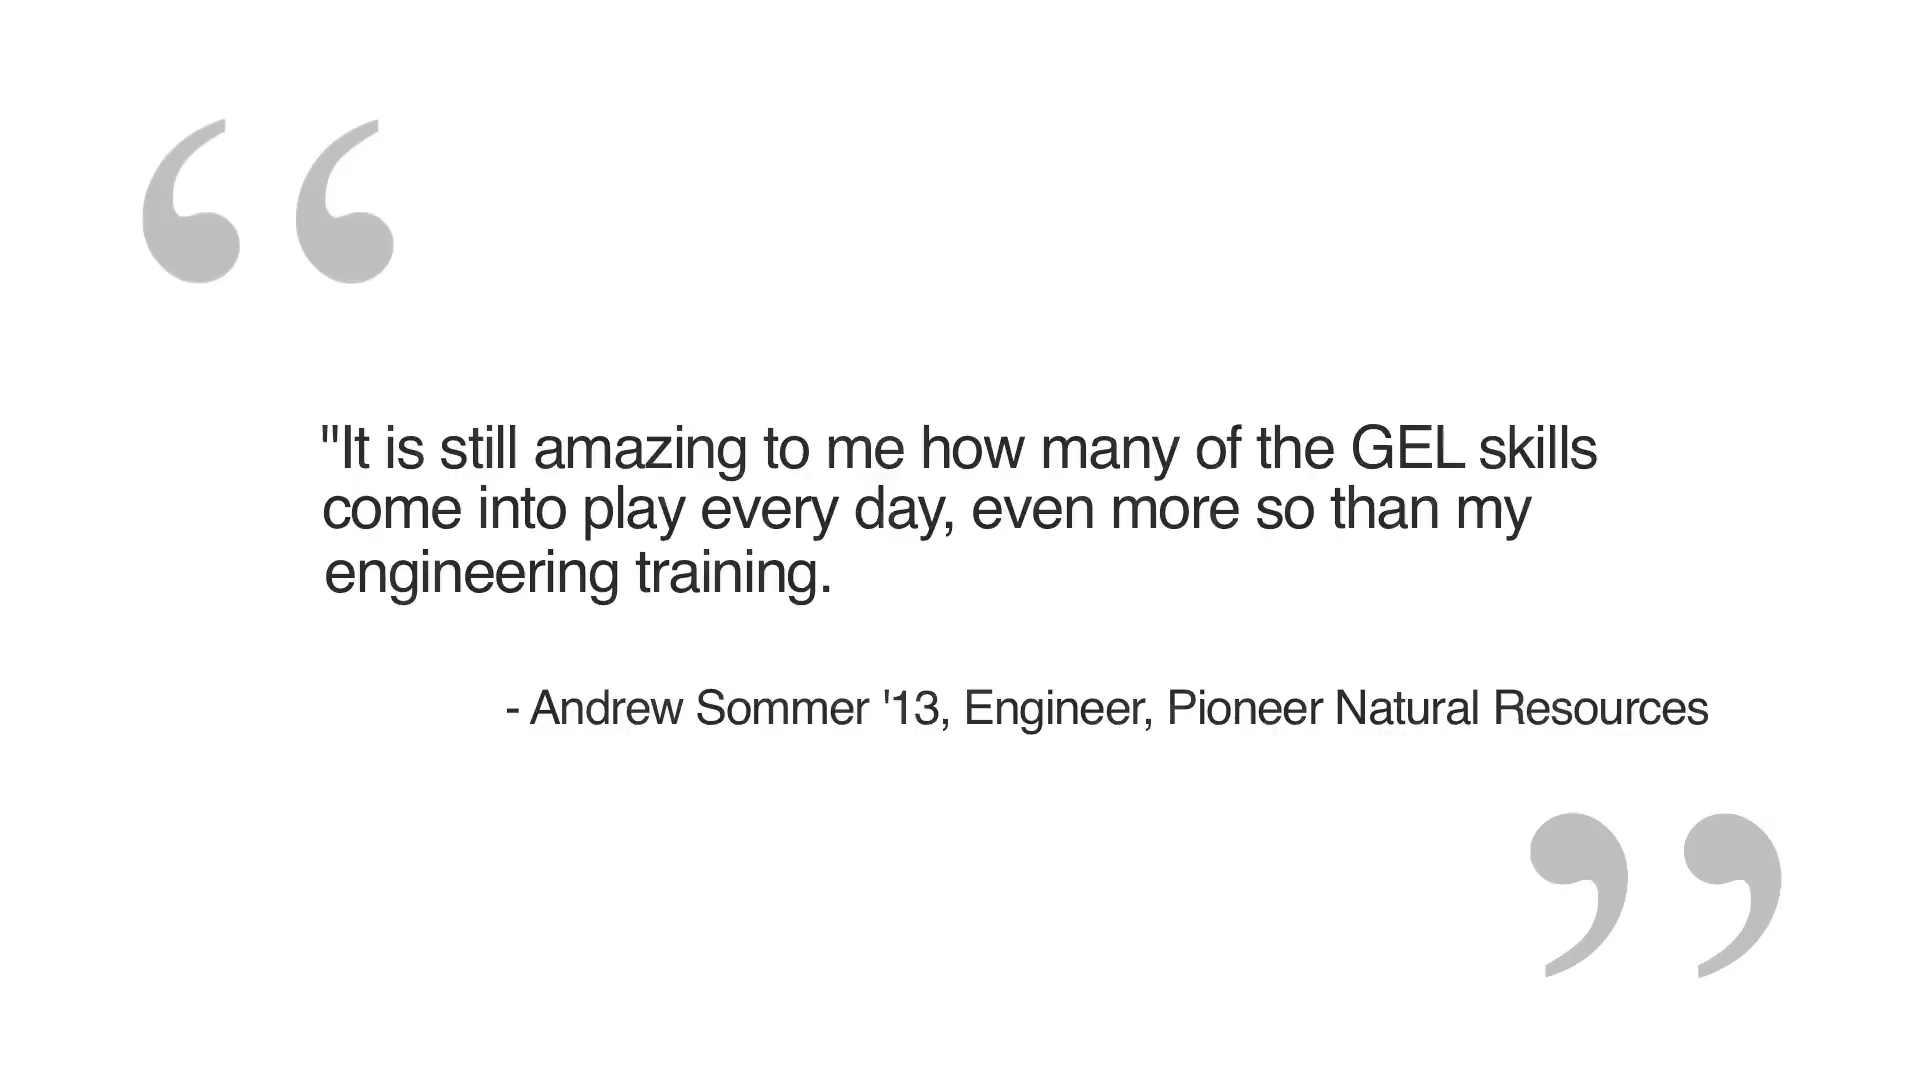 "It is still amazing to me how many of the GEL skills
come into play every day, even more so than my
engineering training.
- Andrew Sommer '13, Engineer, Pioneer Natural Resources